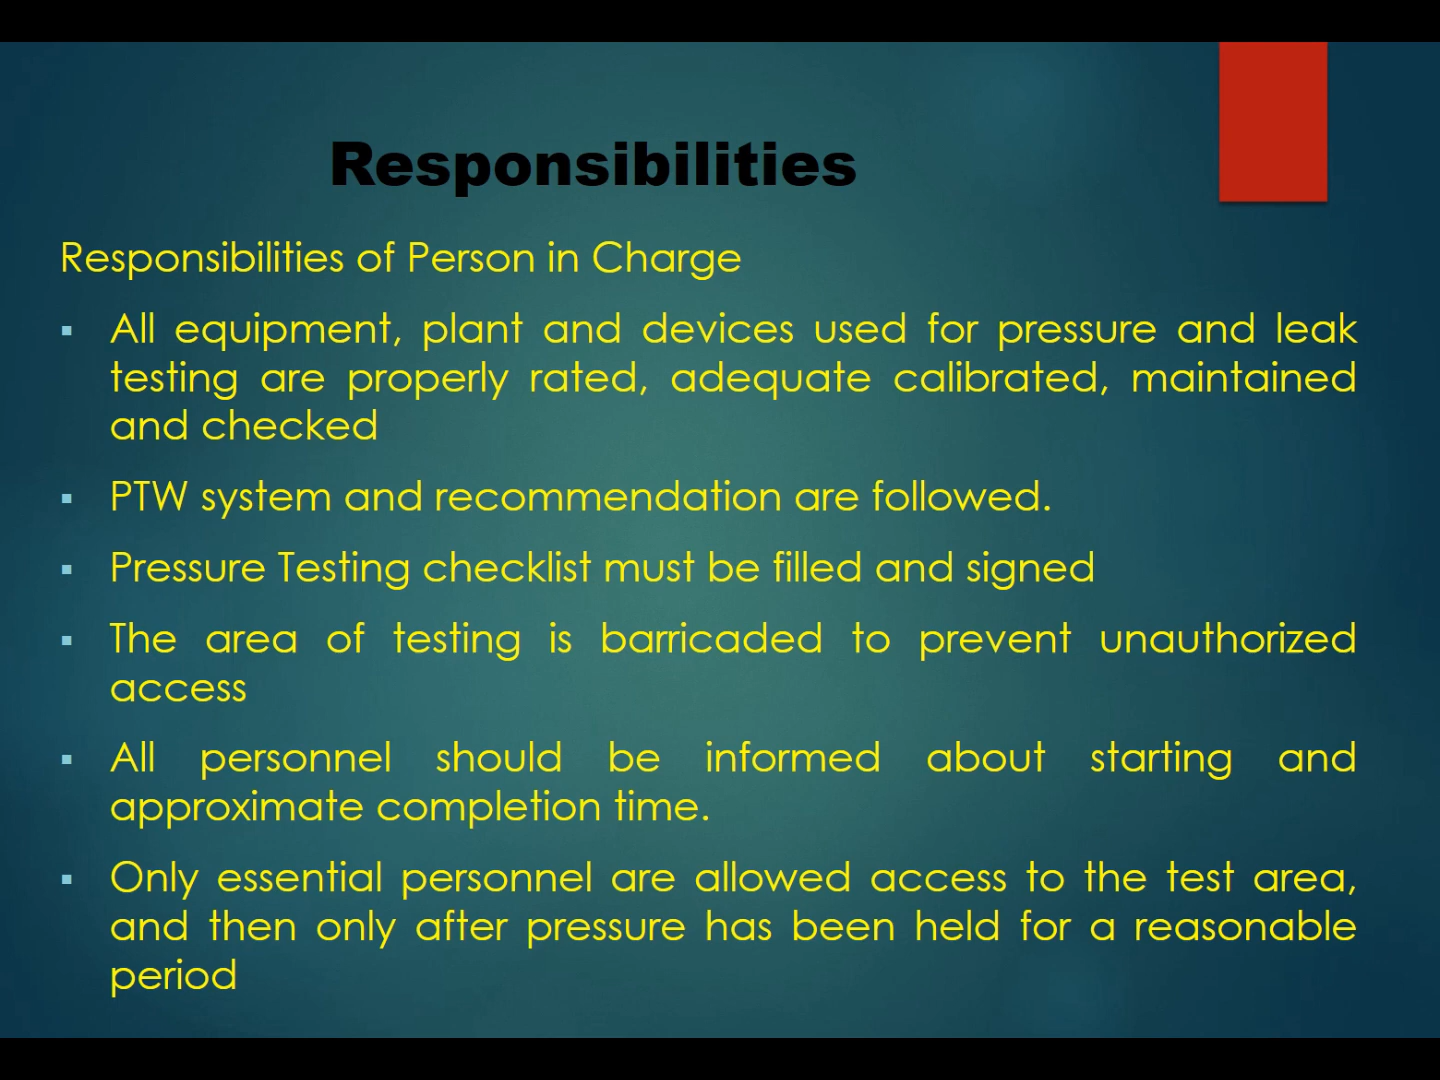 Responsibilities
Responsibilities of Person in Charge
▪ All equipment, plant and devices used for pressure and leak
testing are properly rated, adequate calibrated, maintained
and checked
▪ PTW system and recommendation are followed.
▪ Pressure Testing checklist must be filled and signed
▪ The area of testing is barricaded to prevent unauthorized
access
▪ All personnel should be informed about starting and
approximate completion time.
▪ Only essential personnel are allowed access to the test area,
and then only after pressure has been held for a reasonable
period